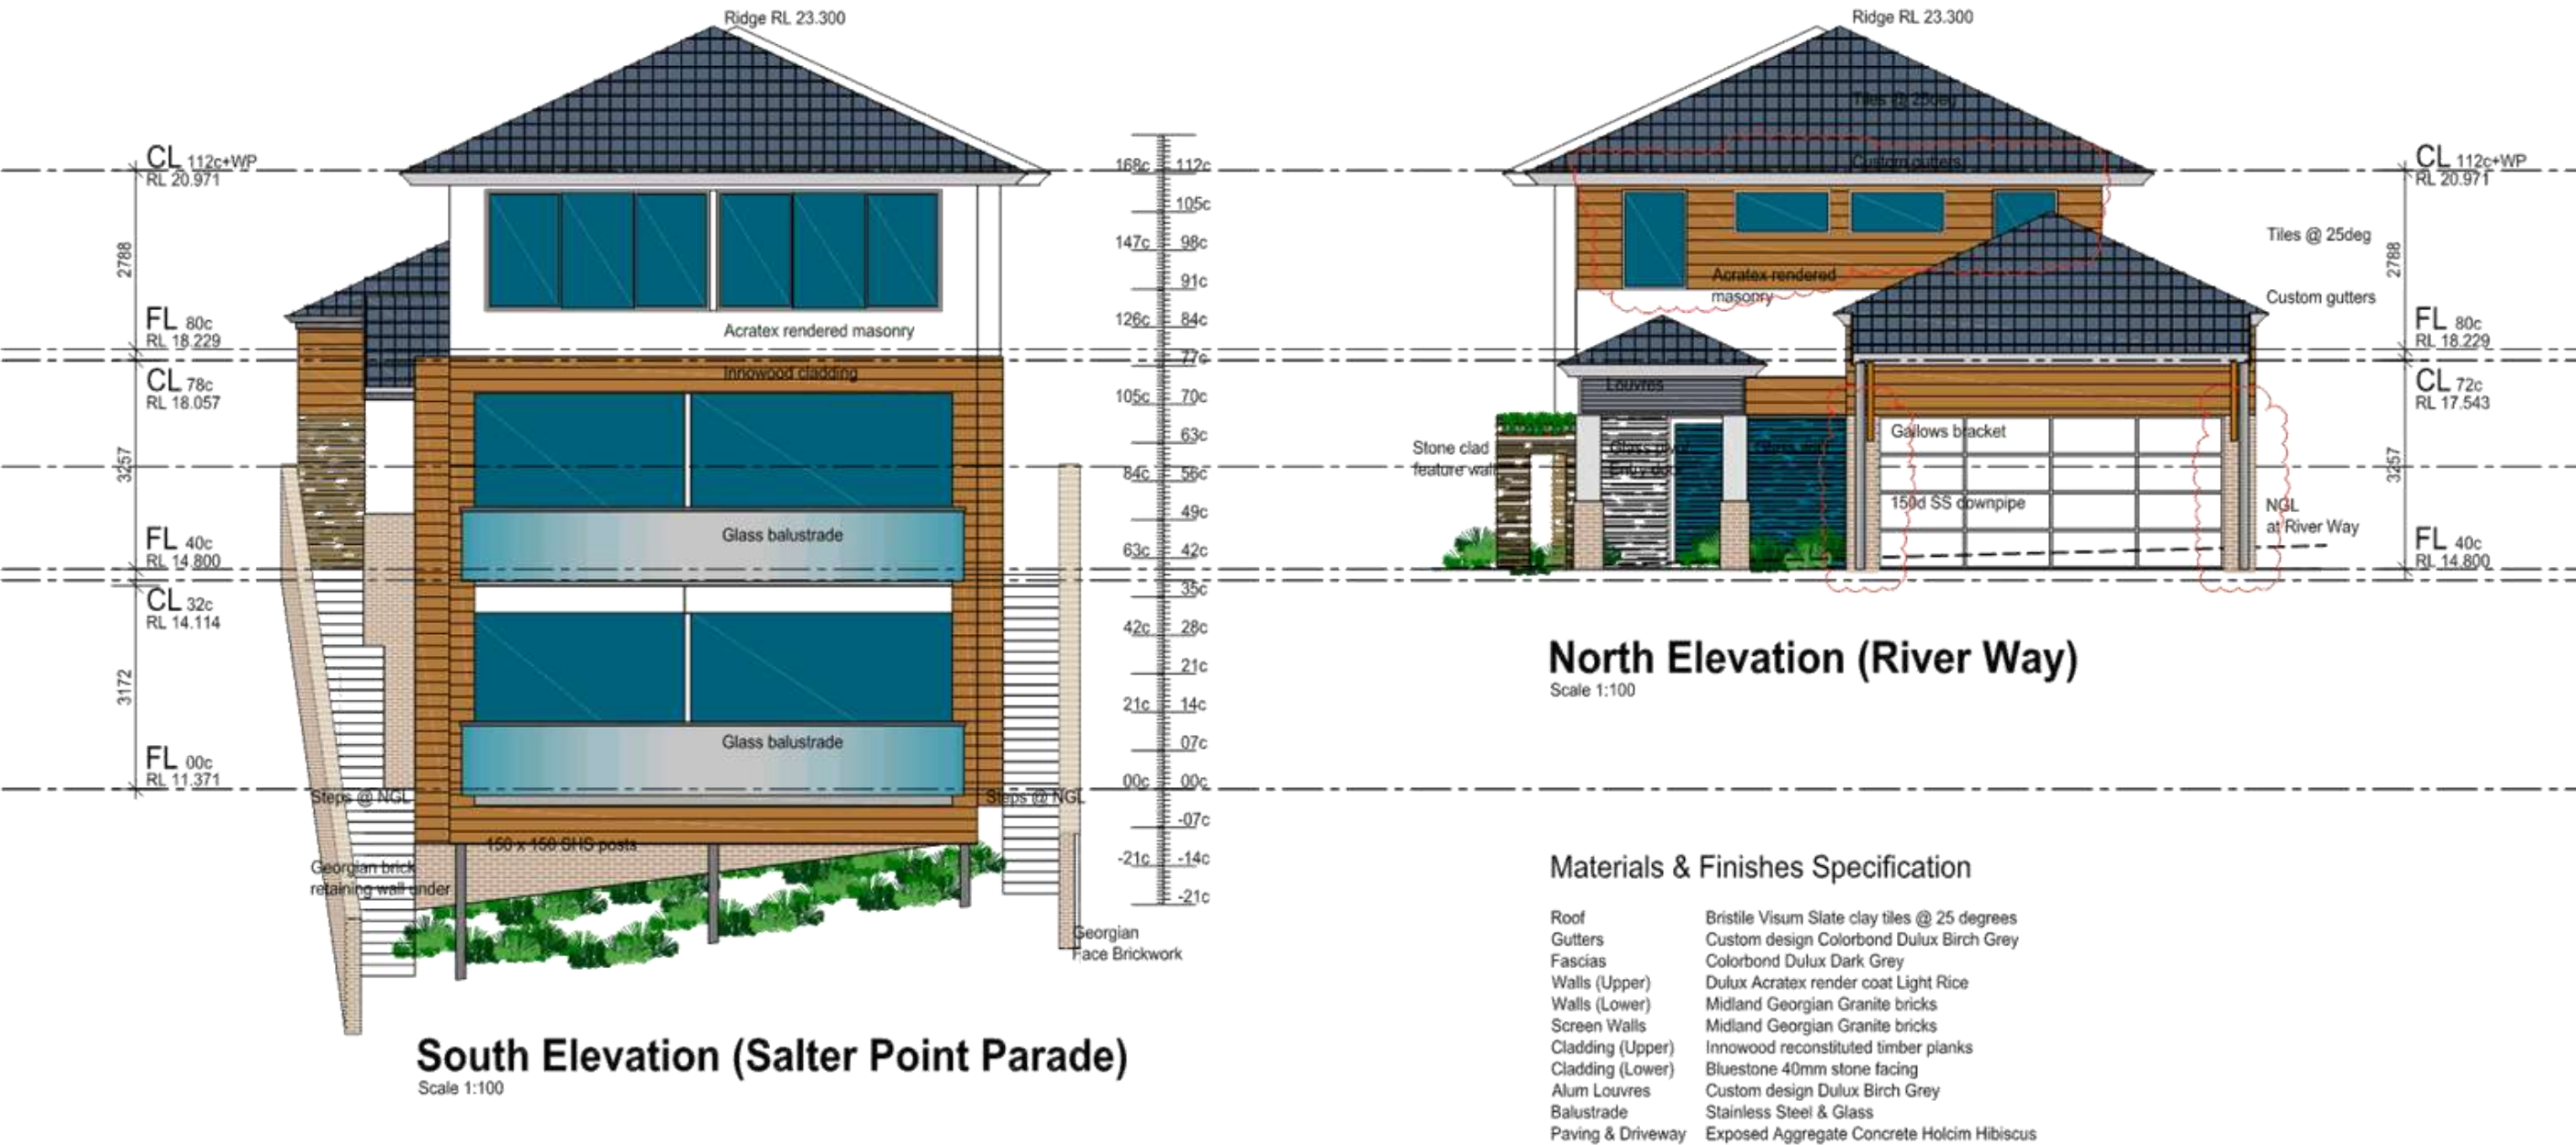 Ridge RL 23.300
CL 112c+WP
RL 20.971
2788
FL 80c
RL 18.229
CL 78c
RL 18.057
3257
FL 40c
RL 14.800
CL 32c
RL 14.114
3172
FL 00c
RL 11.371
Acratex rendered masonry
Innowood cladding
Glass balustrade
Glass balustrade
Steps @ NGL
Steps @ NGL
150 x 150 SHS posts
Georgian brick
retaining wall under
Georgian
Face Brickwork
168c 112c
105c
147c 98c
91c
126c 84c
77c
105c 70c
63c
84c 56c
49c
63c 42c
35c
42c 28c
21c
21c 14c
07c
00c 00c
-07c
-21c -14c
-21c
South Elevation (Salter Point Parade)
Scale 1:100
Ridge RL 23.300
Tiles @ 25deg
Custom gutters
Acratex rendered
masonry
Louvres
Stone clad
feature wall
Glass pivot
Entry door
Gallows bracket
150d SS downpipe
Tiles @ 25deg
Custom gutters
NGL
at River Way
CL 112c+WP
RL 20.971
2788
FL 80c
RL 18.229
CL 72c
RL 17.543
3257
FL 40c
RL 14.800
North Elevation (River Way)
Scale 1:100
Materials & Finishes Specification
Roof Bristile Visum Slate clay tiles @ 25 degrees
Gutters Custom design Colorbond Dulux Birch Grey
Fascias Colorbond Dulux Dark Grey
Walls (Upper) Dulux Acratex render coat Light Rice
Walls (Lower) Midland Georgian Granite bricks
Screen Walls Midland Georgian Granite bricks
Cladding (Upper) Innowood reconstituted timber planks
Cladding (Lower) Bluestone 40mm stone facing
Alum Louvres Custom design Dulux Birch Grey
Balustrade Stainless Steel & Glass
Paving & Driveway Exposed Aggregate Concrete Holcim Hibiscus